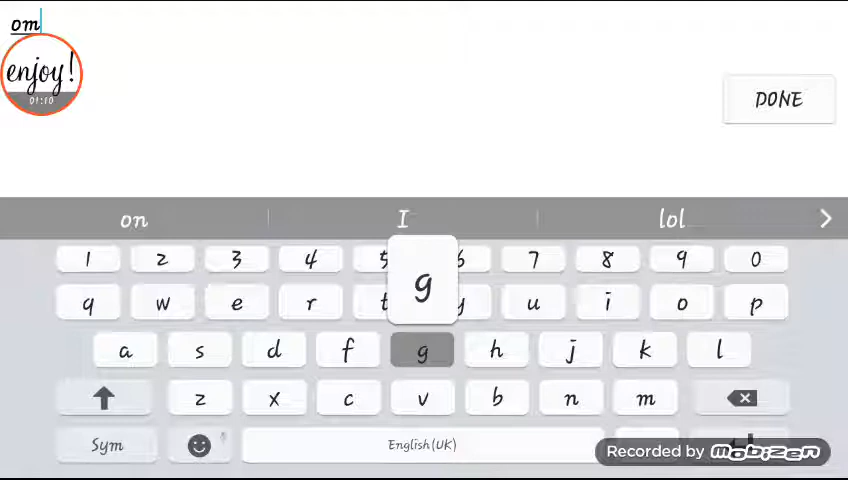 om
enjoy!
01:10
DONE
on I lol
1 2 3 4 5 6 7 8 9 0
g
q w e r t y u i o p
a s d f g h j k l
z x c v b n m
Sym English(UK)
Recorded by mobizen